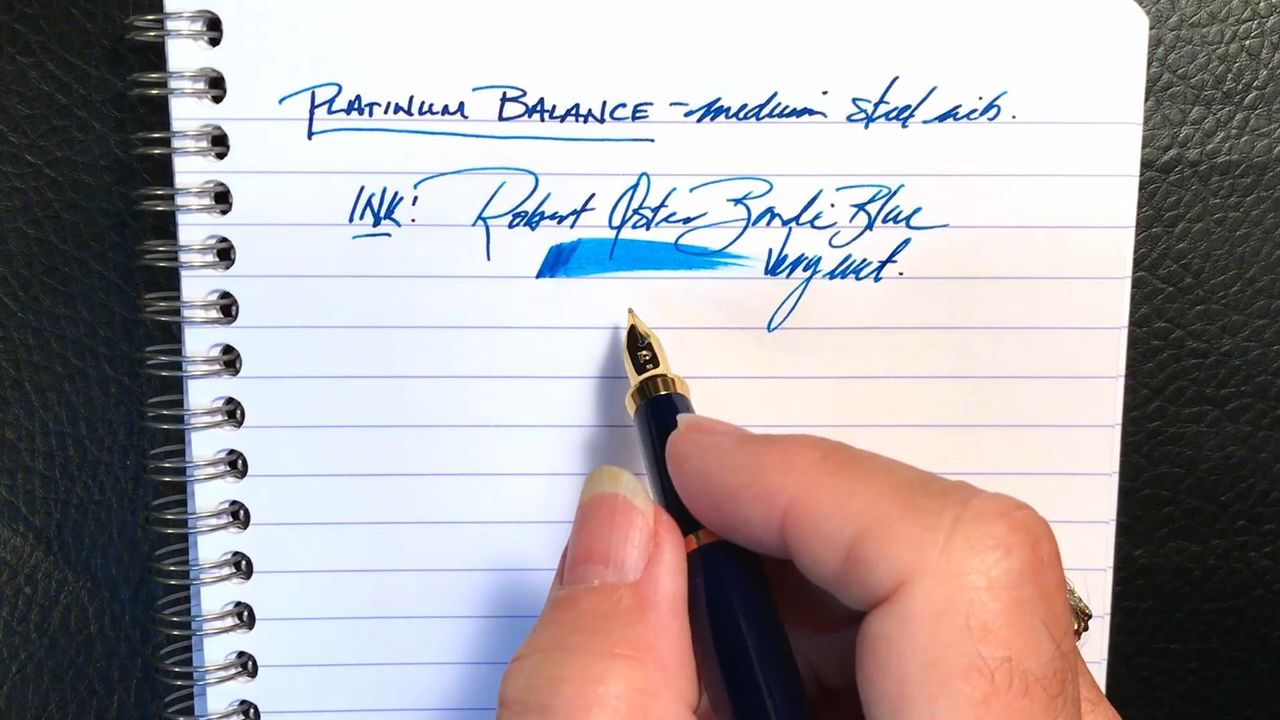 PLATINUM BALANCE - medium steel nib.
INK: Robert Oster Bondi Blue
Very wet.